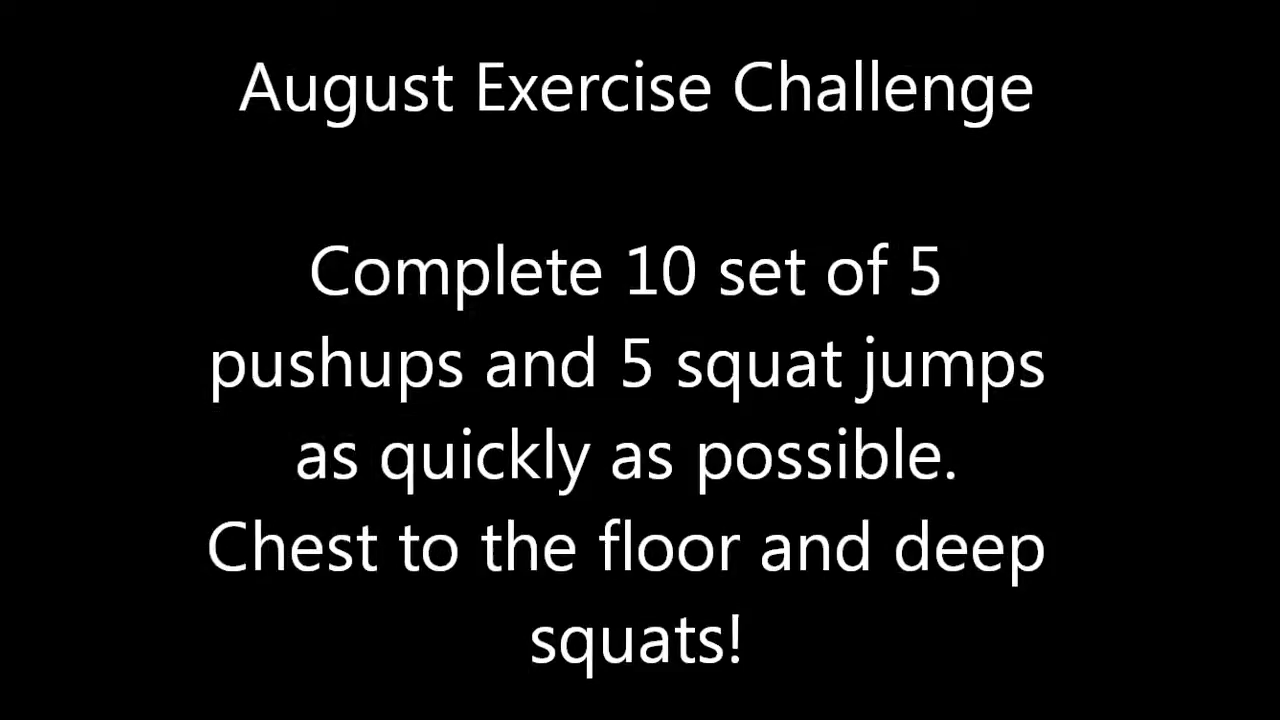 August Exercise Challenge
Complete 10 set of 5
pushups and 5 squat jumps
as quickly as possible.
Chest to the floor and deep
squats!